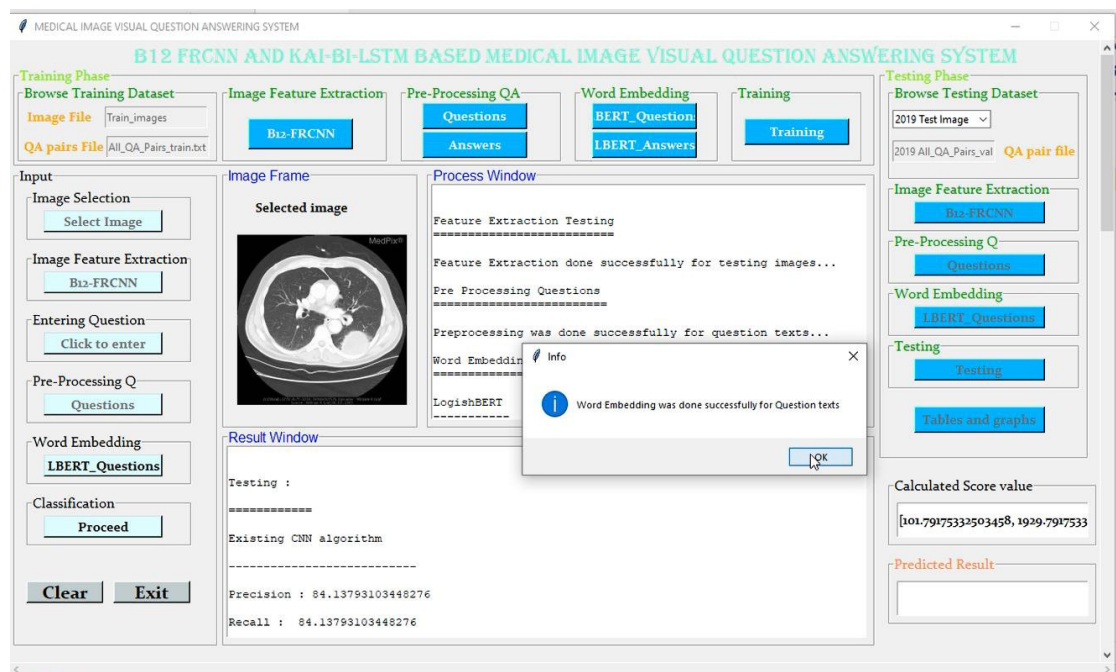 MEDICAL IMAGE VISUAL QUESTION ANSWERING SYSTEM
B12 FRCNN AND KAI-BI-LSTM BASED MEDICAL IMAGE VISUAL QUESTION ANSWERING SYSTEM
Training Phase
Browse Training Dataset
Image File Train_images
QA pairs File All_QA_Pairs_train.txt
Image Feature Extraction
B12-FRCNN
Pre-Processing QA
Questions
Answers
Word Embedding
BERT_Question
LBERT_Answers
Training
Training
Testing Phase
Browse Testing Dataset
2019 Test Image
2019 All_QA_Pairs_val QA pair file
Image Feature Extraction
B12-FRCNN
Pre-Processing Q
Questions
Word Embedding
LBERT_Questions
Testing
Testing
Tables and graphs
Input
Image Selection
Select Image
Image Feature Extraction
B12-FRCNN
Entering Question
Click to enter
Pre-Processing Q
Questions
Word Embedding
LBERT_Questions
Classification
Proceed
Clear Exit
Image Frame
Selected image
MedPix®
Process Window
Feature Extraction Testing
==========================
Feature Extraction done successfully for testing images...
Pre Processing Questions
=========================
Preprocessing was done successfully for question texts...
Word Embeddin
LogishBERT
-----------
Info
Word Embedding was done successfully for Question texts
OK
Result Window
Testing :
============
Existing CNN algorithm
---------------------------
Precision : 84.13793103448276
Recall : 84.13793103448276
Calculated Score value
[101.79175332503458, 1929.7917533
Predicted Result